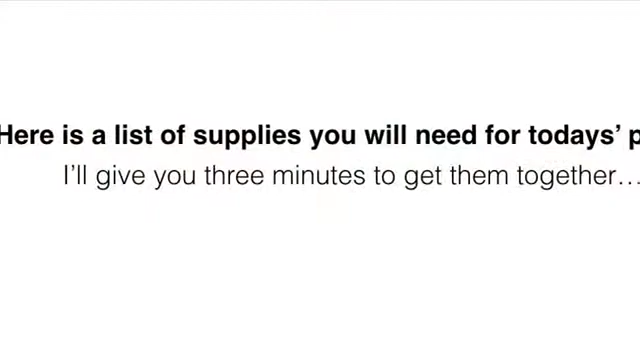 Here is a list of supplies you will need for todays’ p
I’ll give you three minutes to get them together…